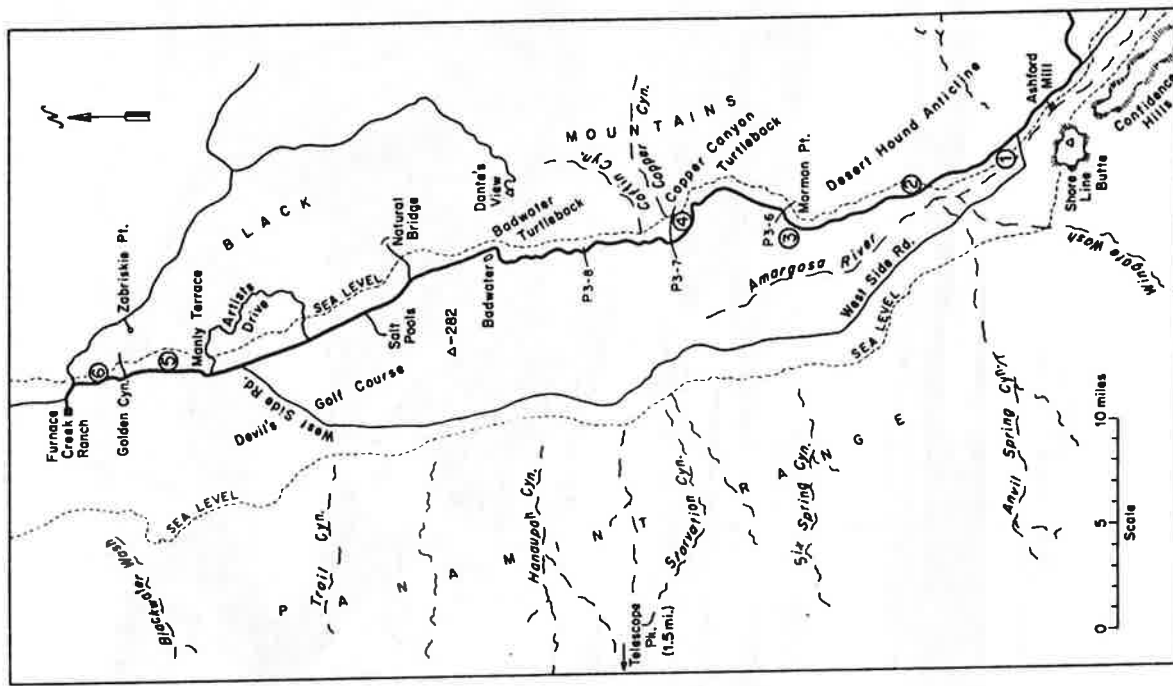 N
Furnace
Creek
Ranch
6
Zabriskie Pt.
Golden Cyn.
5
Manly Terrace
Artists
Drive
BLACK
SEA LEVEL
Natural
Bridge
Salt
Pools
Δ-282
Badwater
Dante's
View
Badwater
Turtleback
MOUNTAINS
Coffin Cyn.
Copper Cyn.
Copper Canyon
Turtleback
P3-8
P3-7
4
Mormon Pt.
P3-6
3
Desert Hound Anticline
2
Amargosa River
West Side Rd.
SEA LEVEL
1
Ashford
Mill
Confidence
Hills
Shore
Line
Butte
Wingate Wash
West Side Rd.
Devil's
Golf Course
SEA LEVEL
Blackwater Wash
PANAMINT
Trail Cyn.
Hanaupah Cyn.
Telescope
Pk.
(1.5 mi.)
Starvation Cyn.
RANGE
Six Spring Cyn.
Anvil Spring Cyn.
0 5 10 miles
Scale